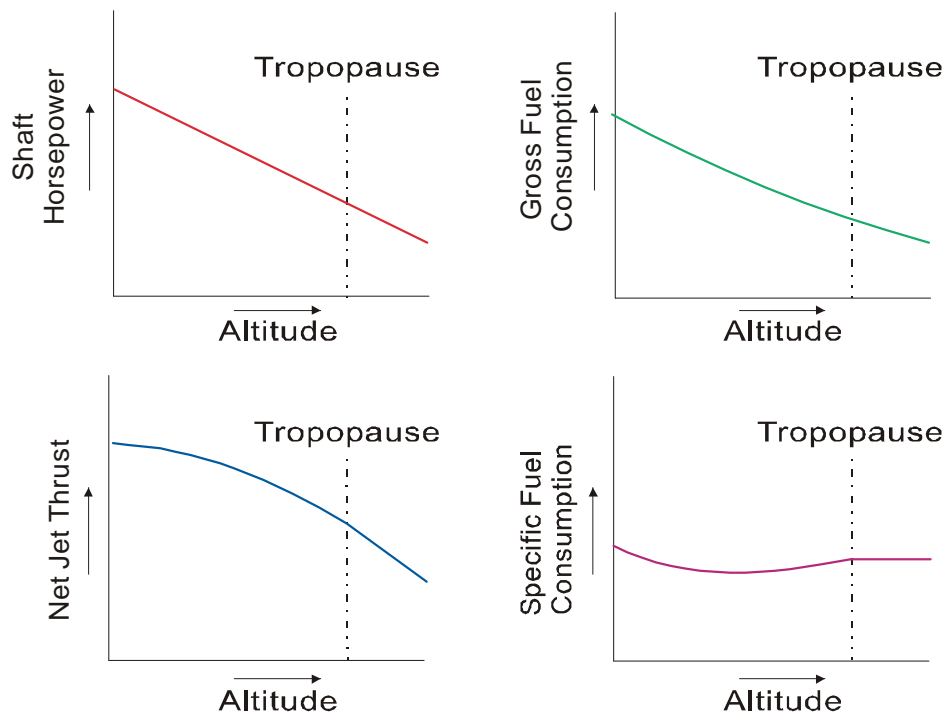 Shaft
Horsepower
Tropopause
Altitude
Gross Fuel
Consumption
Tropopause
Altitude
Net Jet Thrust
Tropopause
Altitude
Specific Fuel
Consumption
Tropopause
Altitude